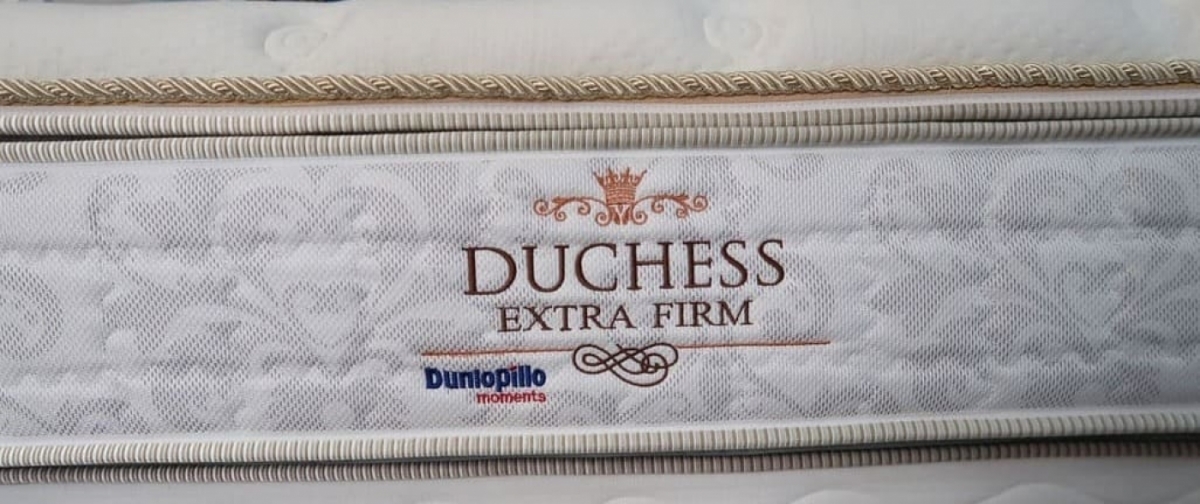 DUCHESS
EXTRA FIRM
Dunlopillo
moments